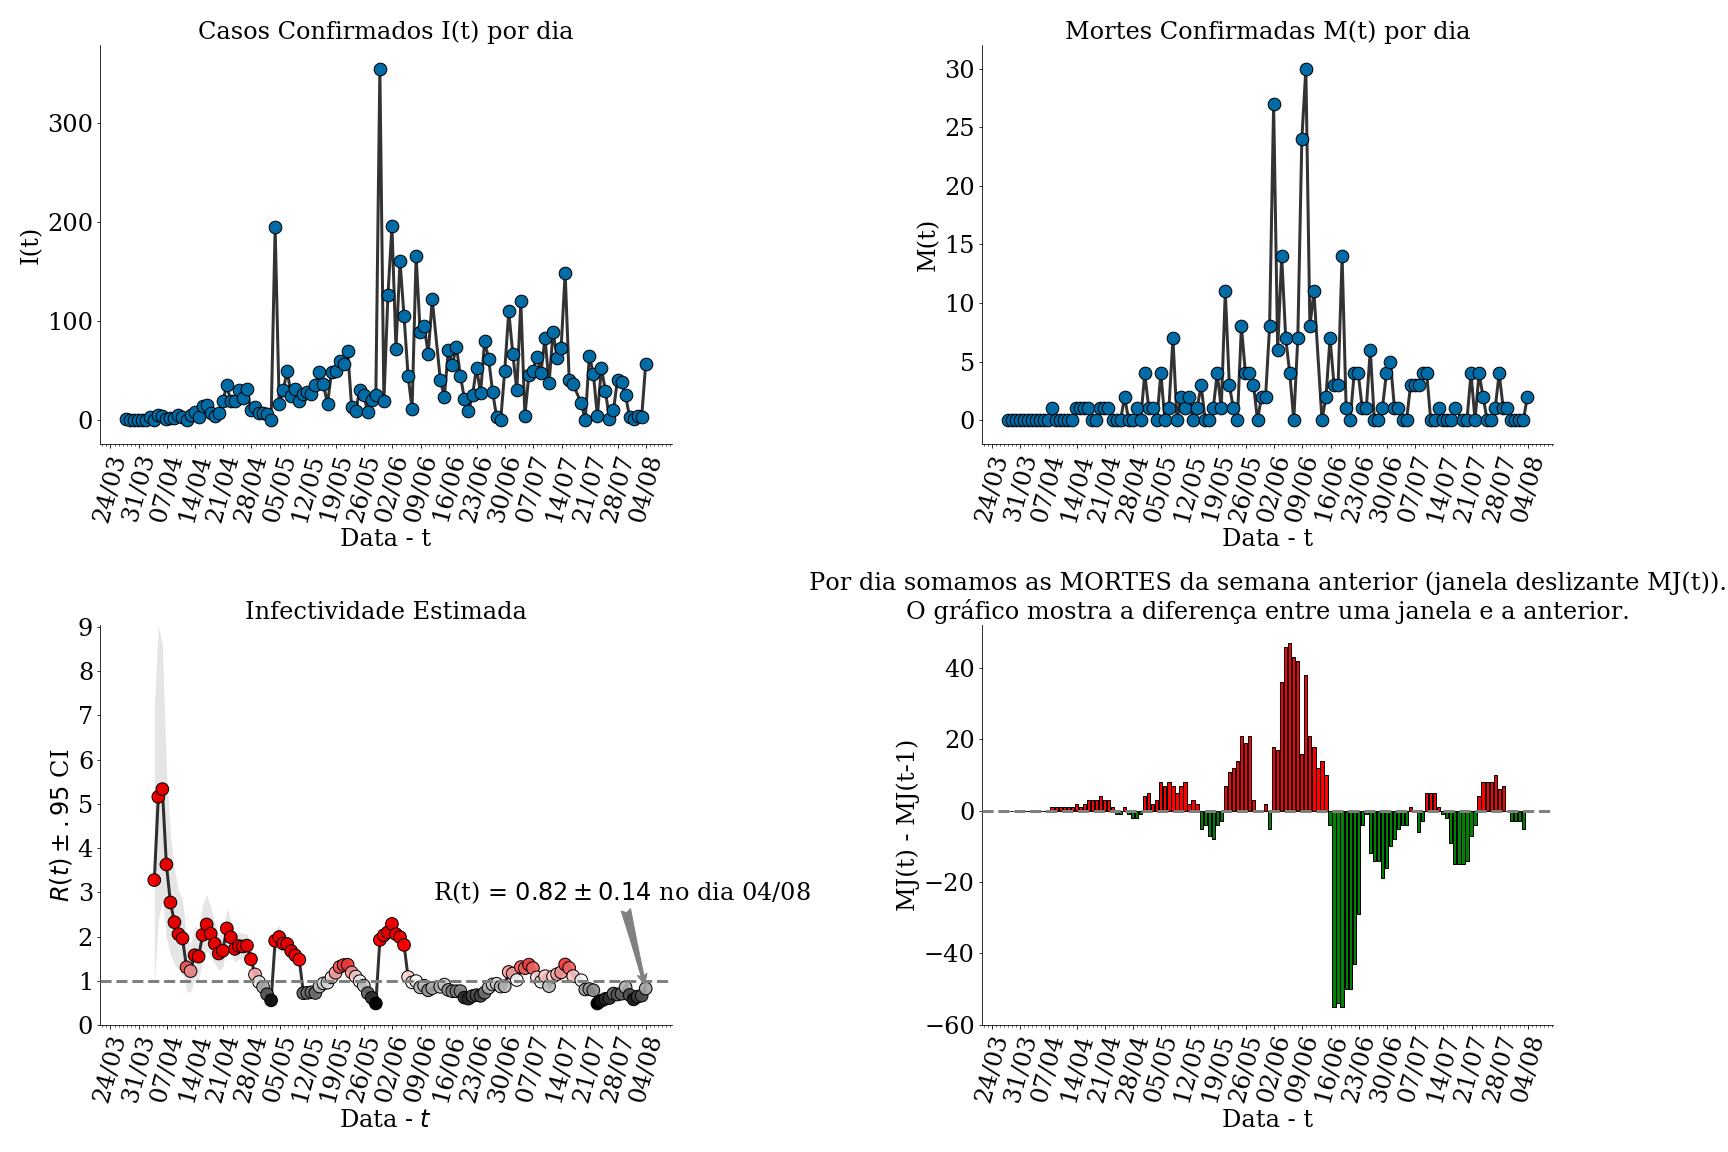 Casos Confirmados I(t) por dia
I(t)
300
200
100
0
24/03 31/03 07/04 14/04 21/04 28/04 05/05 12/05 19/05 26/05 02/06 09/06 16/06 23/06 30/06 07/07 14/07 21/07 28/07 04/08
Data - t
Mortes Confirmadas M(t) por dia
M(t)
30
25
20
15
10
5
0
24/03 31/03 07/04 14/04 21/04 28/04 05/05 12/05 19/05 26/05 02/06 09/06 16/06 23/06 30/06 07/07 14/07 21/07 28/07 04/08
Data - t
Infectividade Estimada
R(t) ± .95 CI
9
8
7
6
5
4
3
2
1
0
R(t) = 0.82 ± 0.14 no dia 04/08
24/03 31/03 07/04 14/04 21/04 28/04 05/05 12/05 19/05 26/05 02/06 09/06 16/06 23/06 30/06 07/07 14/07 21/07 28/07 04/08
Data - t
Por dia somamos as MORTES da semana anterior (janela deslizante MJ(t)).
O gráfico mostra a diferença entre uma janela e a anterior.
MJ(t) - MJ(t-1)
40
20
0
−20
−40
−60
24/03 31/03 07/04 14/04 21/04 28/04 05/05 12/05 19/05 26/05 02/06 09/06 16/06 23/06 30/06 07/07 14/07 21/07 28/07 04/08
Data - t